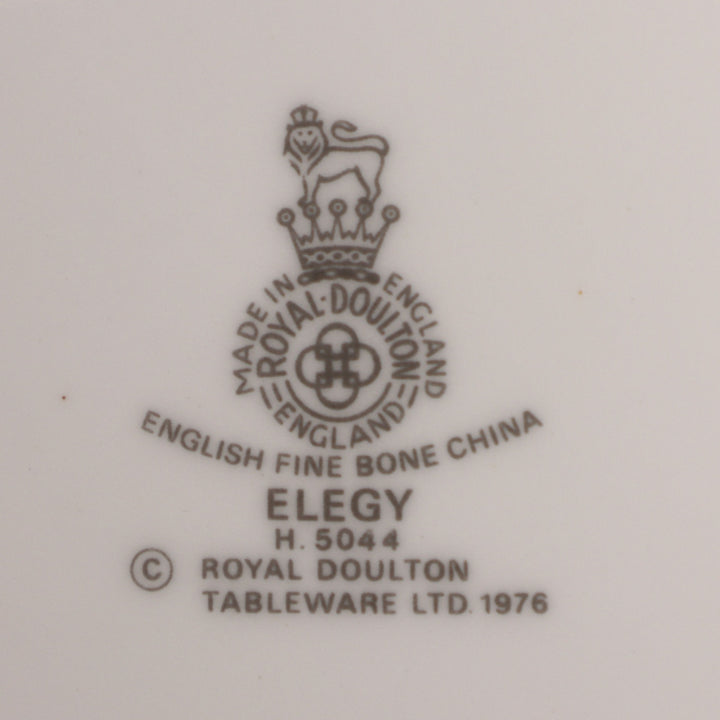 MADE IN ENGLAND
ROYAL·DOULTON
ENGLAND
ENGLISH FINE BONE CHINA
ELEGY
H. 5044
© ROYAL DOULTON
TABLEWARE LTD. 1976